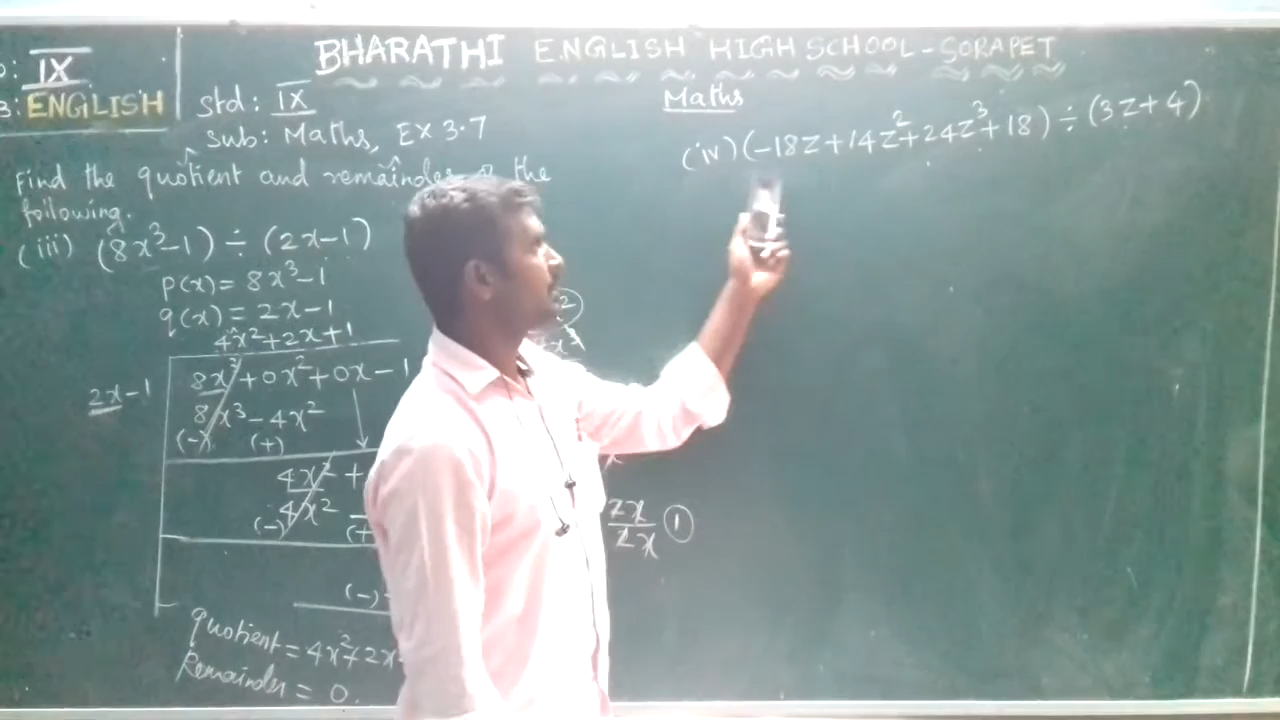 IX
ENGLISH
BHARATHI ENGLISH HIGH SCHOOL - SORAPET
std: IX
Maths
sub: Maths, EX 3.7
Find the quotient and remainder the
following.
(iii) (8x³-1) ÷ (2x-1)
p(x) = 8x³-1
q(x) = 2x-1
4x²+2x+1
2x-1
8x³+0x²+0x-1
8x³-4x²
(-) (+)
4x² +
4x²
(-) (+
(-)
quotient = 4x²+2x
Remainder = 0.
2x
2x
①
(iv) (-18z+14z²+24z³+18) ÷ (3z+4)